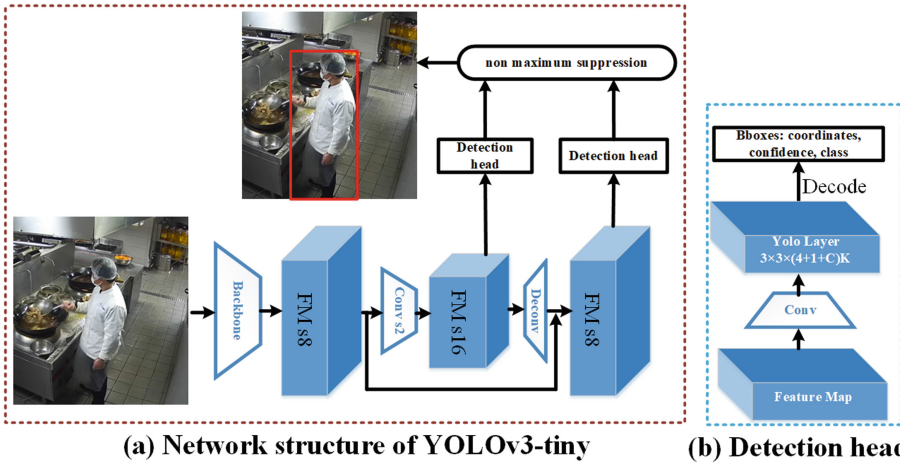 non maximum suppression
Detection
head
Detection head
Backbone
FM s8
Conv s2
FM s16
Deconv
FM s8
(a) Network structure of YOLOv3-tiny
Bboxes: coordinates,
confidence, class
Decode
Yolo Layer
3×3×(4+1+C)K
Conv
Feature Map
(b) Detection head